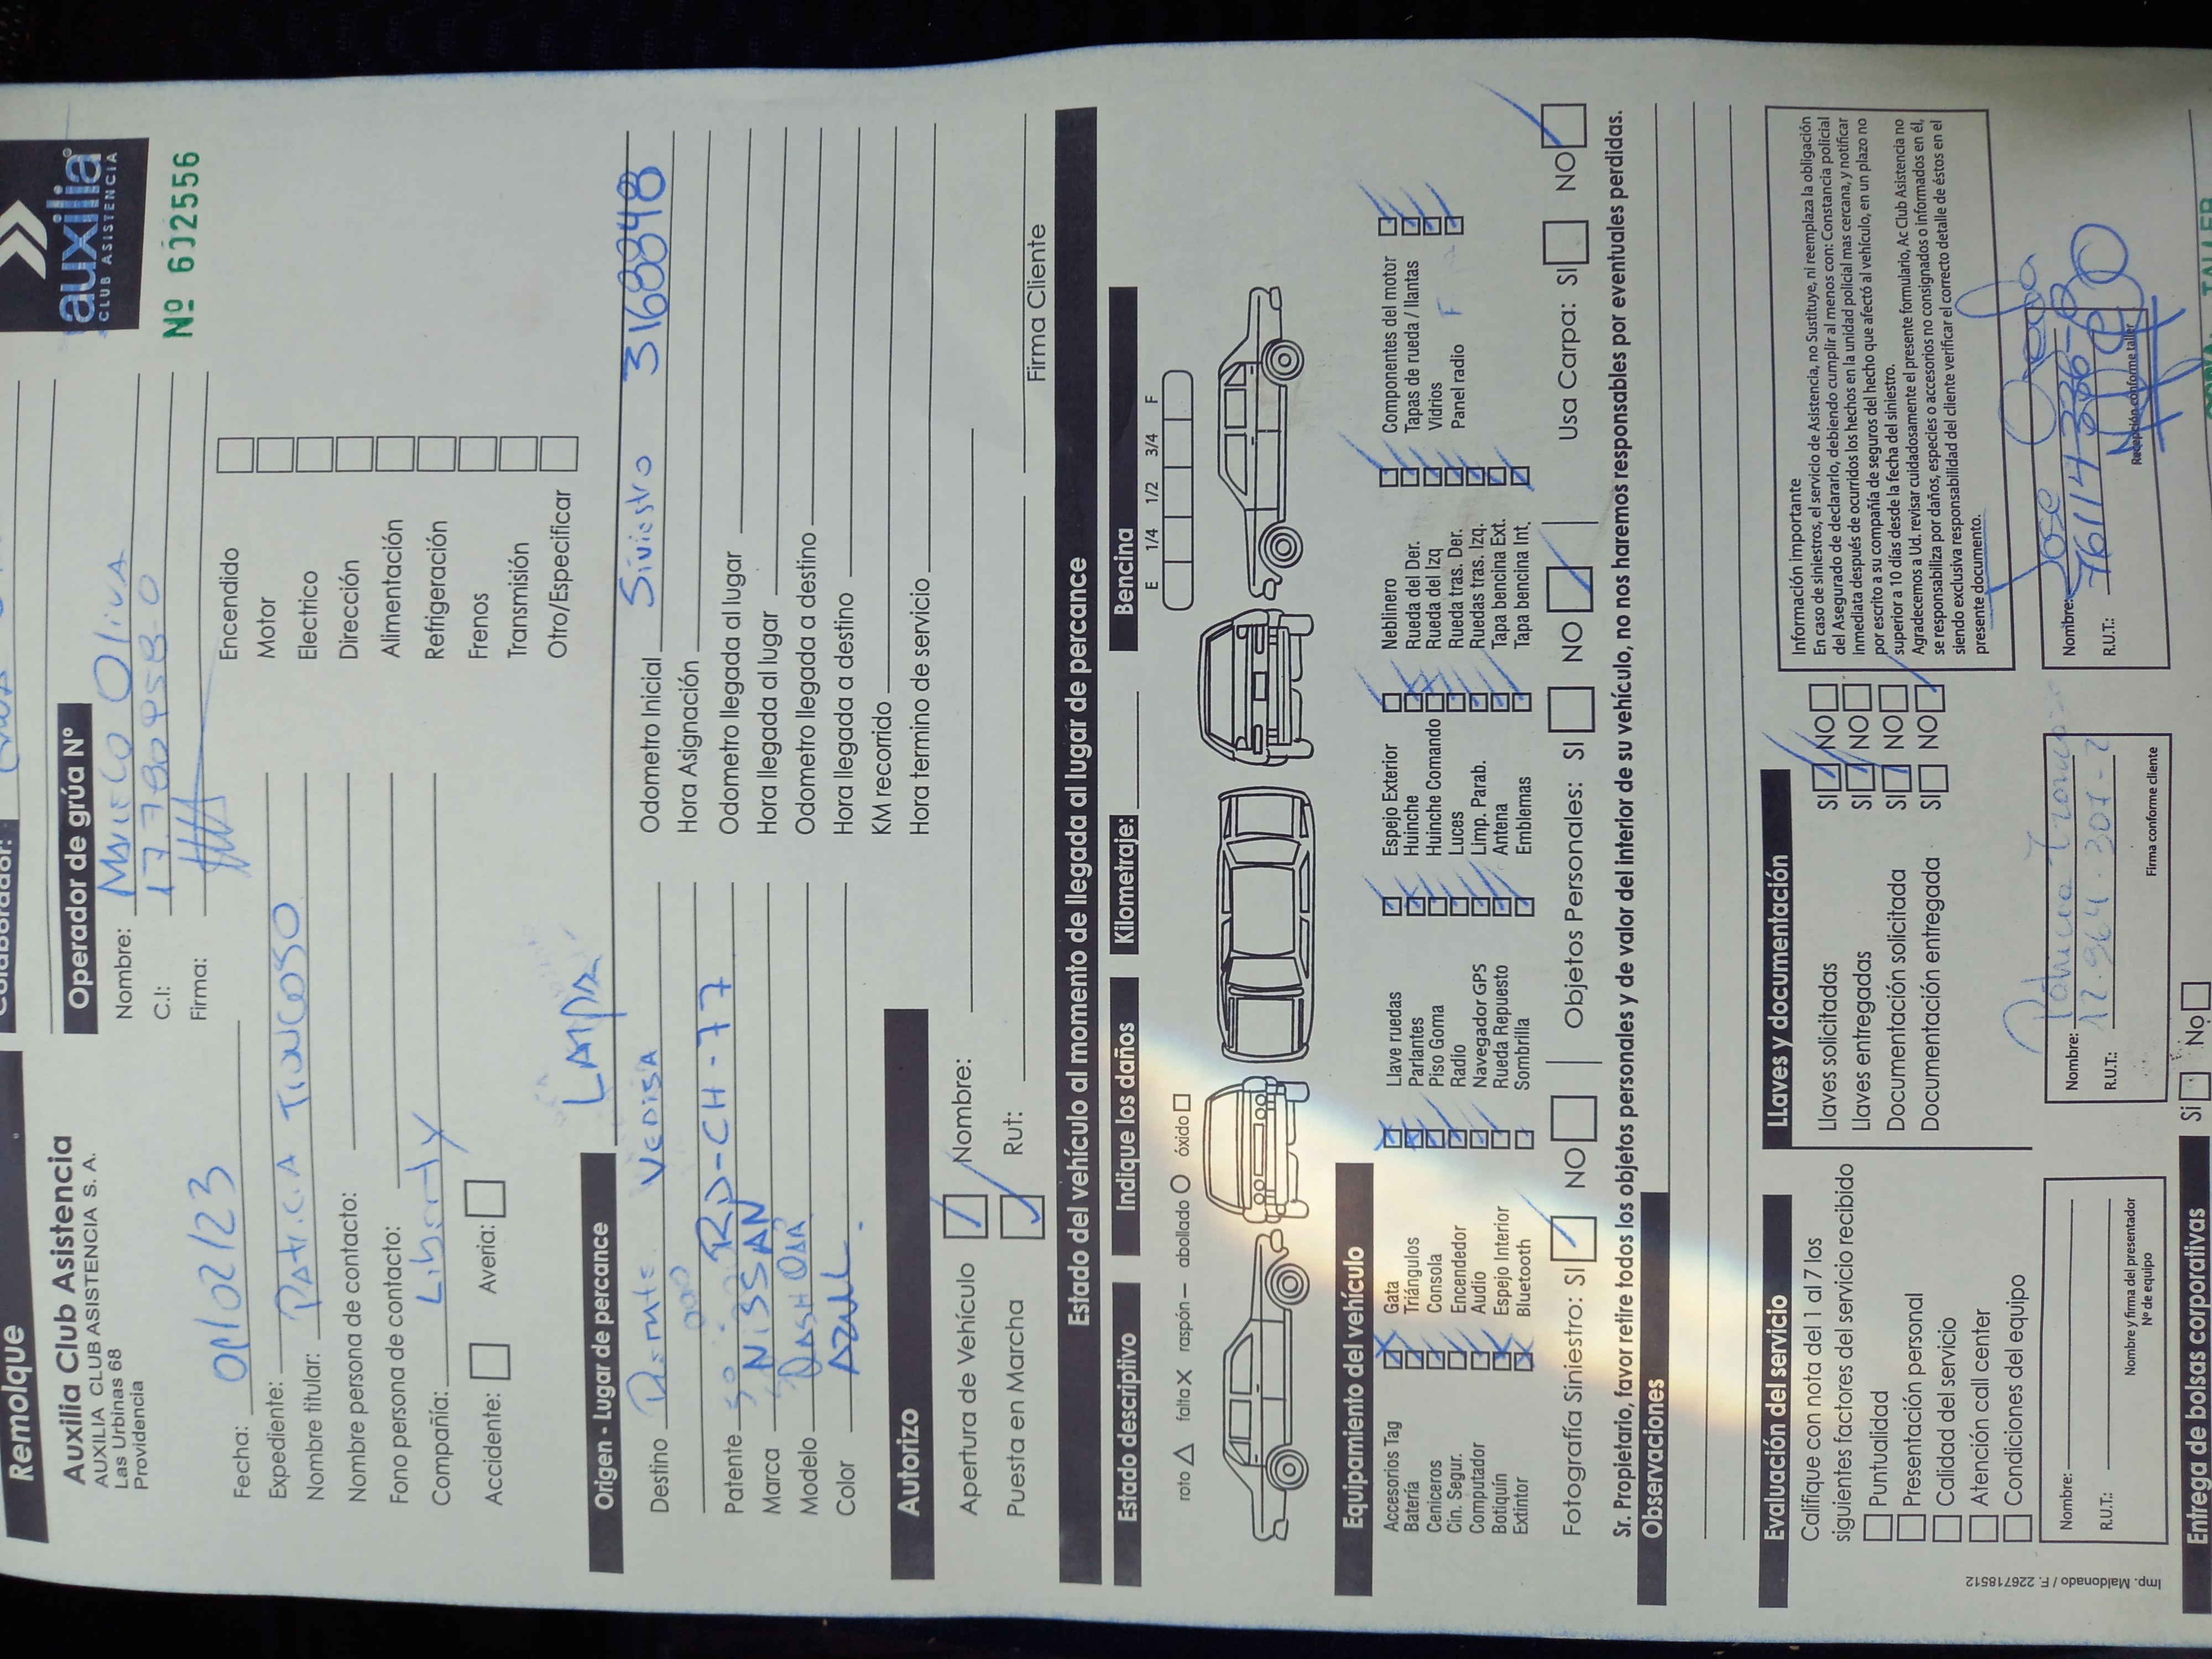 Remolque
Colaborador:
auxilia
CLUB ASISTENCIA
Nº 602556
Auxilia Club Asistencia
AUXILIA CLUB ASISTENCIA S. A.
Las Urbinas 68
Providencia
Operador de grúa N°
Nombre: Marcelo Oliva
C.I:
Firma:
Fecha: 01/02/23
Expediente:
Nombre titular: Patricia Troncoso
Nombre persona de contacto:
Fono persona de contacto:
Compañía: Liberty
Accidente: Averia:
Encendido
Motor
Electrico
Dirección
Alimentación
Refrigeración
Frenos
Transmisión
Otro/Especificar
Origen - Lugar de percance Lampa
Destino Vedisa
Patente RD-CH-77
Marca NISSAN
Modelo
Color Azul
Odometro Inicial Siniestro 3168848
Hora Asignación
Odometro llegada al lugar
Hora llegada al lugar
Odometro llegada a destino
Hora llegada a destino
KM recorrido
Hora termino de servicio
Autorizo
Apertura de Vehículo Nombre:
Puesta en Marcha Rut:
Firma Cliente
Estado del vehículo al momento de llegada al lugar de percance
Estado descriptivo Indique los daños Kilometraje: Bencina
roto falta X raspón — abollado O óxido
E 1/4 1/2 3/4 F
Equipamiento del vehículo
Accesorios Tag
Batería
Ceniceros
Cin. Segur.
Computador
Botiquín
Extintor
Gata
Triángulos
Consola
Encendedor
Audio
Espejo Interior
Bluetooth
Llave ruedas
Parlantes
Piso Goma
Radio
Navegador GPS
Rueda Repuesto
Sombrilla
Espejo Exterior
Huinche
Huinche Comando
Luces
Limp. Parab.
Antena
Emblemas
Neblinero
Rueda del Der.
Rueda del Izq
Rueda tras. Der.
Ruedas tras. Izq.
Tapa bencina Ext.
Tapa bencina Int.
Componentes del motor
Tapas de rueda / llantas
Vidrios
Panel radio F
Fotografía Siniestro: SI NO Objetos Personales: SI NO Usa Carpa: SI NO
Sr. Propietario, favor retire todos los objetos personales y de valor del interior de su vehículo, no nos haremos responsables por eventuales perdidas.
Observaciones
Evaluación del servicio
Califique con nota del 1 al 7 los
siguientes factores del servicio recibido
Puntualidad
Presentación personal
Calidad del servicio
Atención call center
Condiciones del equipo
LLaves y documentación
Llaves solicitadas SI NO
Llaves entregadas SI NO
Documentación solicitada SI NO
Documentación entregada SI NO
Información Importante
En caso de siniestros, el servicio de Asistencia, no Sustituye, ni reemplaza la obligación
del Asegurado de declararlo, debiendo cumplir al menos con: Constancia policial
inmediata después de ocurridos los hechos en la unidad policial mas cercana, y notificar
por escrito a su compañía de seguros del hecho que afectó al vehículo, en un plazo no
superior a 10 días desde la fecha del siniestro.
Agradecemos a Ud. revisar cuidadosamente el presente formulario, Ac Club Asistencia no
se responsabiliza por daños, especies o accesorios no consignados o informados en él,
siendo exclusiva responsabilidad del cliente verificar el correcto detalle de éstos en el
presente documento.
Nombre:
R.U.T.:
Nombre y firma del presentador
Nº de equipo
Nombre: Patricia Troncoso
R.U.T.: 12.964.301-2
Firma conforme cliente
Nombre: Jose
R.U.T.:
Recepción conforme taller
Imp. Maldonado / F. 226718512
Entrega de bolsas corporativas Si No